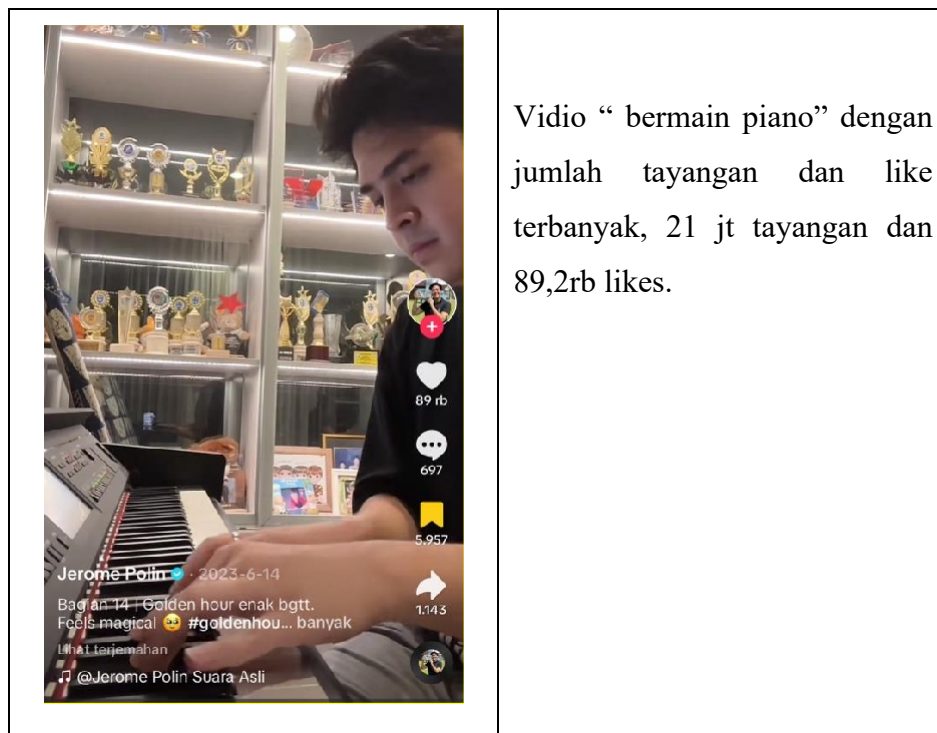 Vidio “ bermain piano” dengan
jumlah tayangan dan like
terbanyak, 21 jt tayangan dan
89,2rb likes.
89 rb
697
5.957
1.143
Jerome Polin · 2023-6-14
Bagian 14 | Golden hour enak bgtt.
Feels magical 🥹 #goldenhou... banyak
Lihat terjemahan
♫ @Jerome Polin Suara Asli